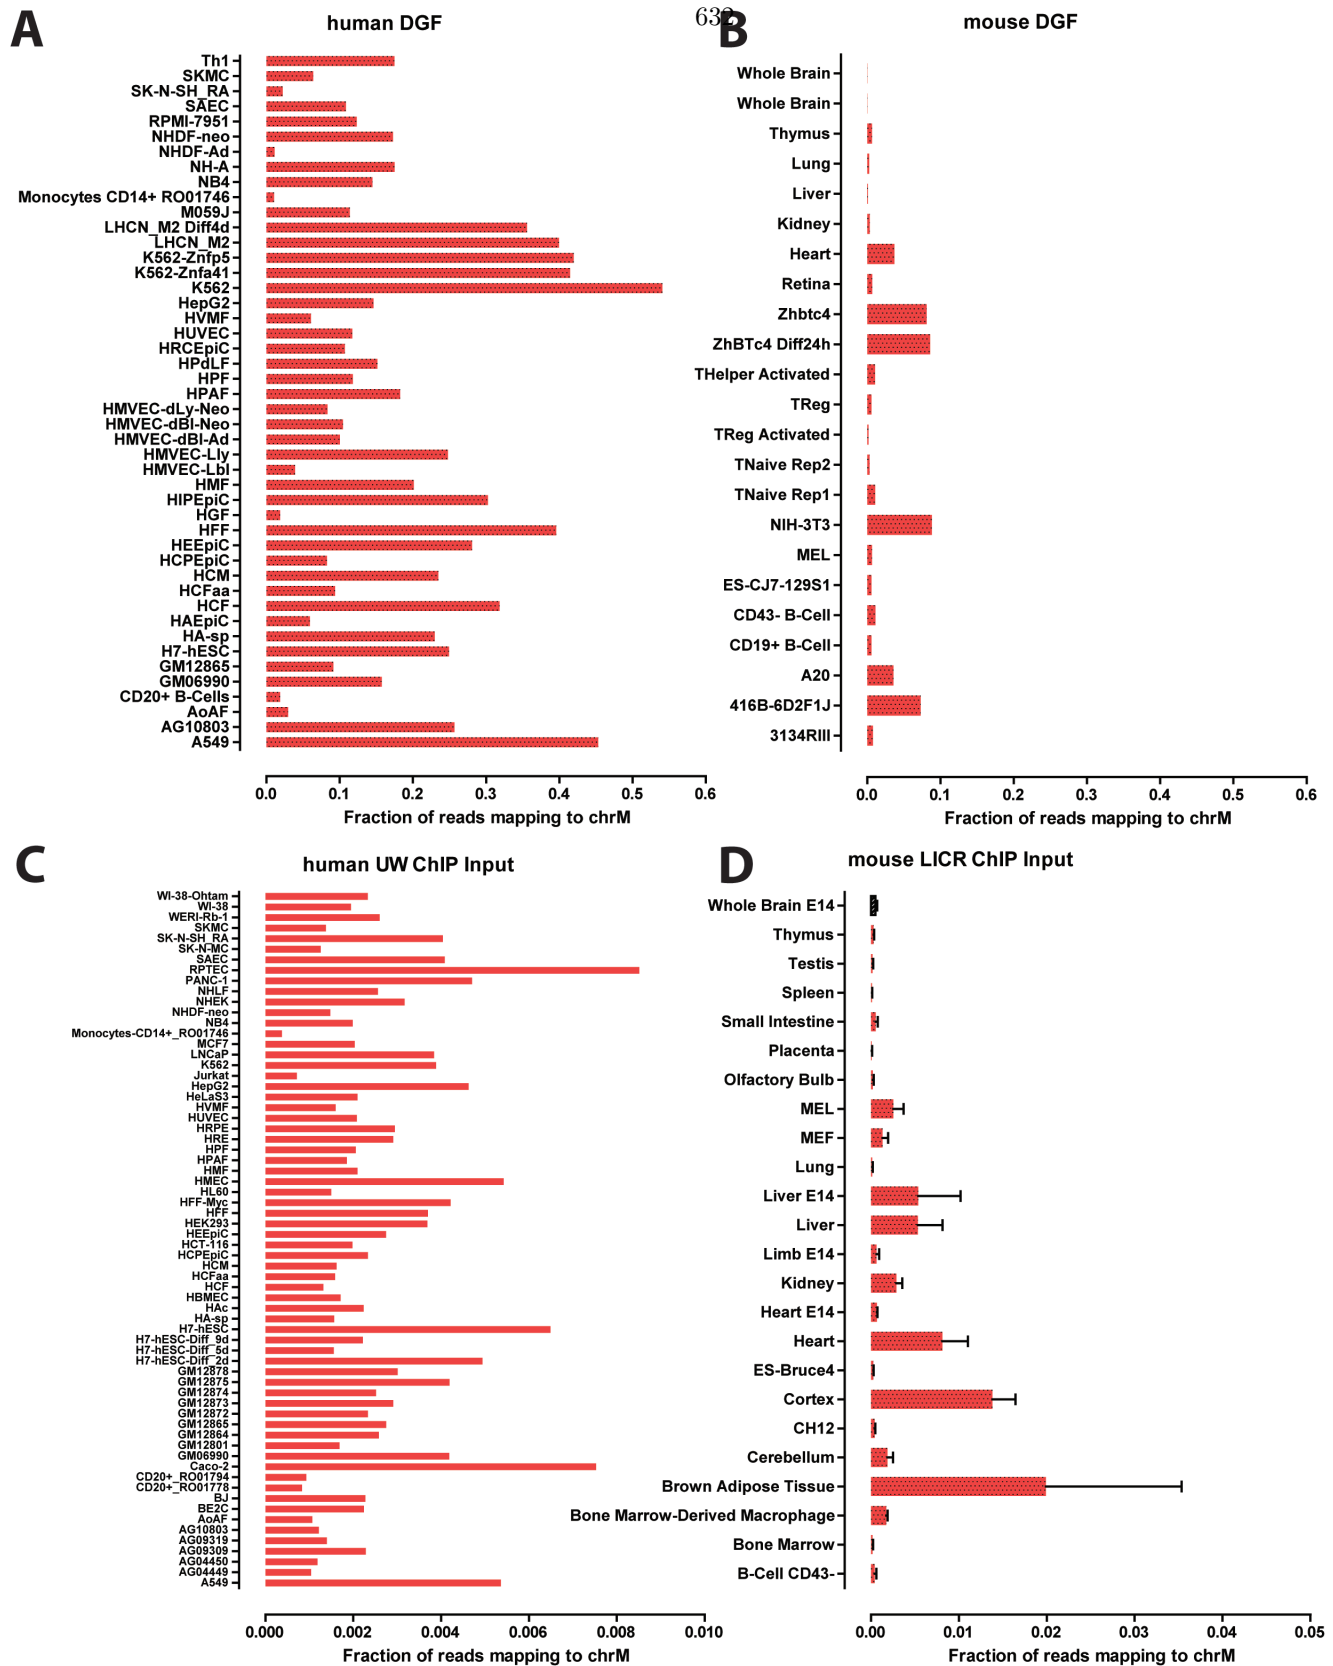 632
A
human DGF
Th1
SKMC
SK-N-SH_RA
SAEC
RPMI-7951
NHDF-neo
NHDF-Ad
NH-A
NB4
Monocytes CD14+ RO01746
M059J
LHCN_M2 Diff4d
LHCN_M2
K562-Znfp5
K562-Znfa41
K562
HepG2
HVMF
HUVEC
HRCEpiC
HPdLF
HPF
HPAF
HMVEC-dLy-Neo
HMVEC-dBl-Neo
HMVEC-dBl-Ad
HMVEC-Lly
HMVEC-Lbl
HMF
HIPEpiC
HGF
HFF
HEEpiC
HCPEpiC
HCM
HCFaa
HCF
HAEpiC
HA-sp
H7-hESC
GM12865
GM06990
CD20+ B-Cells
AoAF
AG10803
A549
0.0 0.1 0.2 0.3 0.4 0.5 0.6
Fraction of reads mapping to chrM
B
mouse DGF
Whole Brain
Whole Brain
Thymus
Lung
Liver
Kidney
Heart
Retina
Zhbtc4
ZhBTc4 Diff24h
THelper Activated
TReg
TReg Activated
TNaive Rep2
TNaive Rep1
NIH-3T3
MEL
ES-CJ7-129S1
CD43- B-Cell
CD19+ B-Cell
A20
416B-6D2F1J
3134RIII
0.0 0.1 0.2 0.3 0.4 0.5 0.6
Fraction of reads mapping to chrM
C
human UW ChIP Input
WI-38-Ohtam
WI-38
WERI-Rb-1
SKMC
SK-N-SH_RA
SK-N-MC
SAEC
RPTEC
PANC-1
NHLF
NHEK
NHDF-neo
NB4
Monocytes-CD14+_RO01746
MCF7
LNCaP
K562
Jurkat
HepG2
HeLaS3
HVMF
HUVEC
HRPE
HRE
HPF
HPAF
HMF
HMEC
HL60
HFF-Myc
HFF
HEK293
HEEpiC
HCT-116
HCPEpiC
HCM
HCFaa
HCF
HBMEC
HAc
HA-sp
H7-hESC
H7-hESC-Diff_9d
H7-hESC-Diff_5d
H7-hESC-Diff_2d
GM12878
GM12875
GM12874
GM12873
GM12872
GM12865
GM12864
GM12801
GM06990
Caco-2
CD20+_RO01794
CD20+_RO01778
BJ
BE2C
AoAF
AG10803
AG09319
AG09309
AG04450
AG04449
A549
0.000 0.002 0.004 0.006 0.008 0.010
Fraction of reads mapping to chrM
D
mouse LICR ChIP Input
Whole Brain E14
Thymus
Testis
Spleen
Small Intestine
Placenta
Olfactory Bulb
MEL
MEF
Lung
Liver E14
Liver
Limb E14
Kidney
Heart E14
Heart
ES-Bruce4
Cortex
CH12
Cerebellum
Brown Adipose Tissue
Bone Marrow-Derived Macrophage
Bone Marrow
B-Cell CD43-
0.00 0.01 0.02 0.03 0.04 0.05
Fraction of reads mapping to chrM